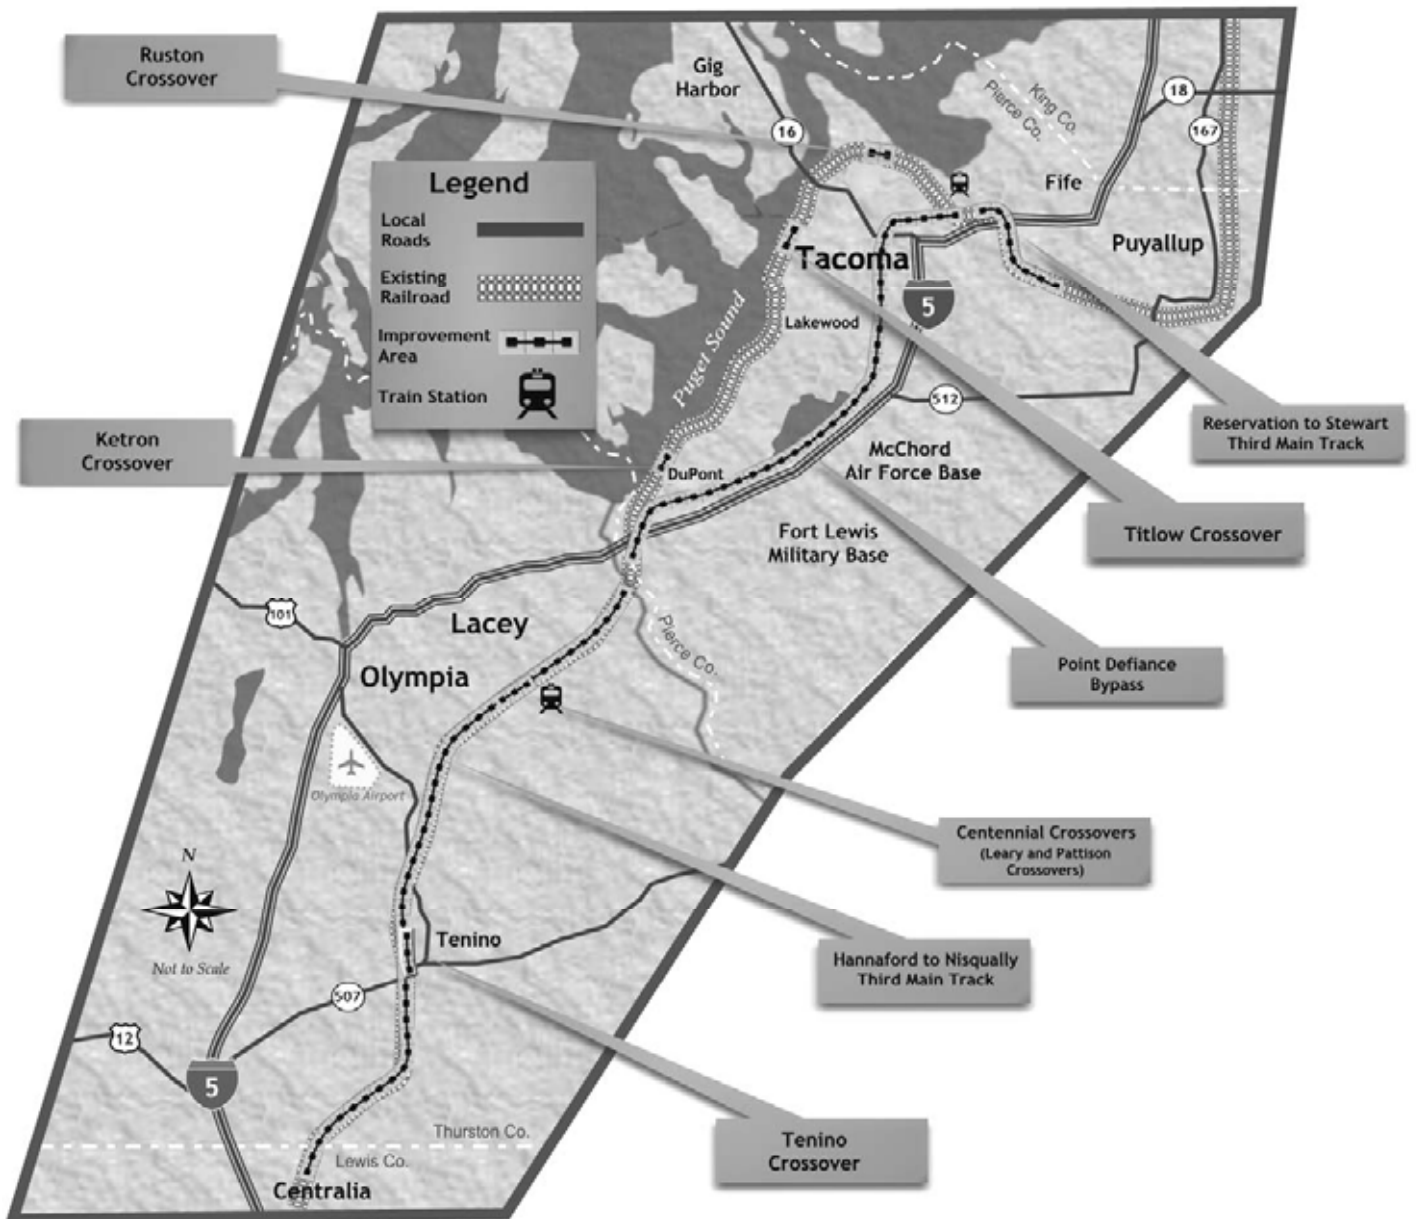 Ruston
Crossover
Gig
Harbor
King Co.
Pierce Co.
18
16
167
Legend
Local
Roads
Existing
Railroad
Improvement
Area
Train Station
Fife
Puyallup
Tacoma
5
Lakewood
Puget Sound
512
Reservation to Stewart
Third Main Track
Ketron
Crossover
DuPont
McChord
Air Force Base
Titlow Crossover
Fort Lewis
Military Base
101
Lacey
Pierce Co.
Olympia
Point Defiance
Bypass
Olympia Airport
Centennial Crossovers
(Leary and Pattison
Crossovers)
N
Not to Scale
Tenino
Hannaford to Nisqually
Third Main Track
507
12
5
Thurston Co.
Lewis Co.
Centralia
Tenino
Crossover